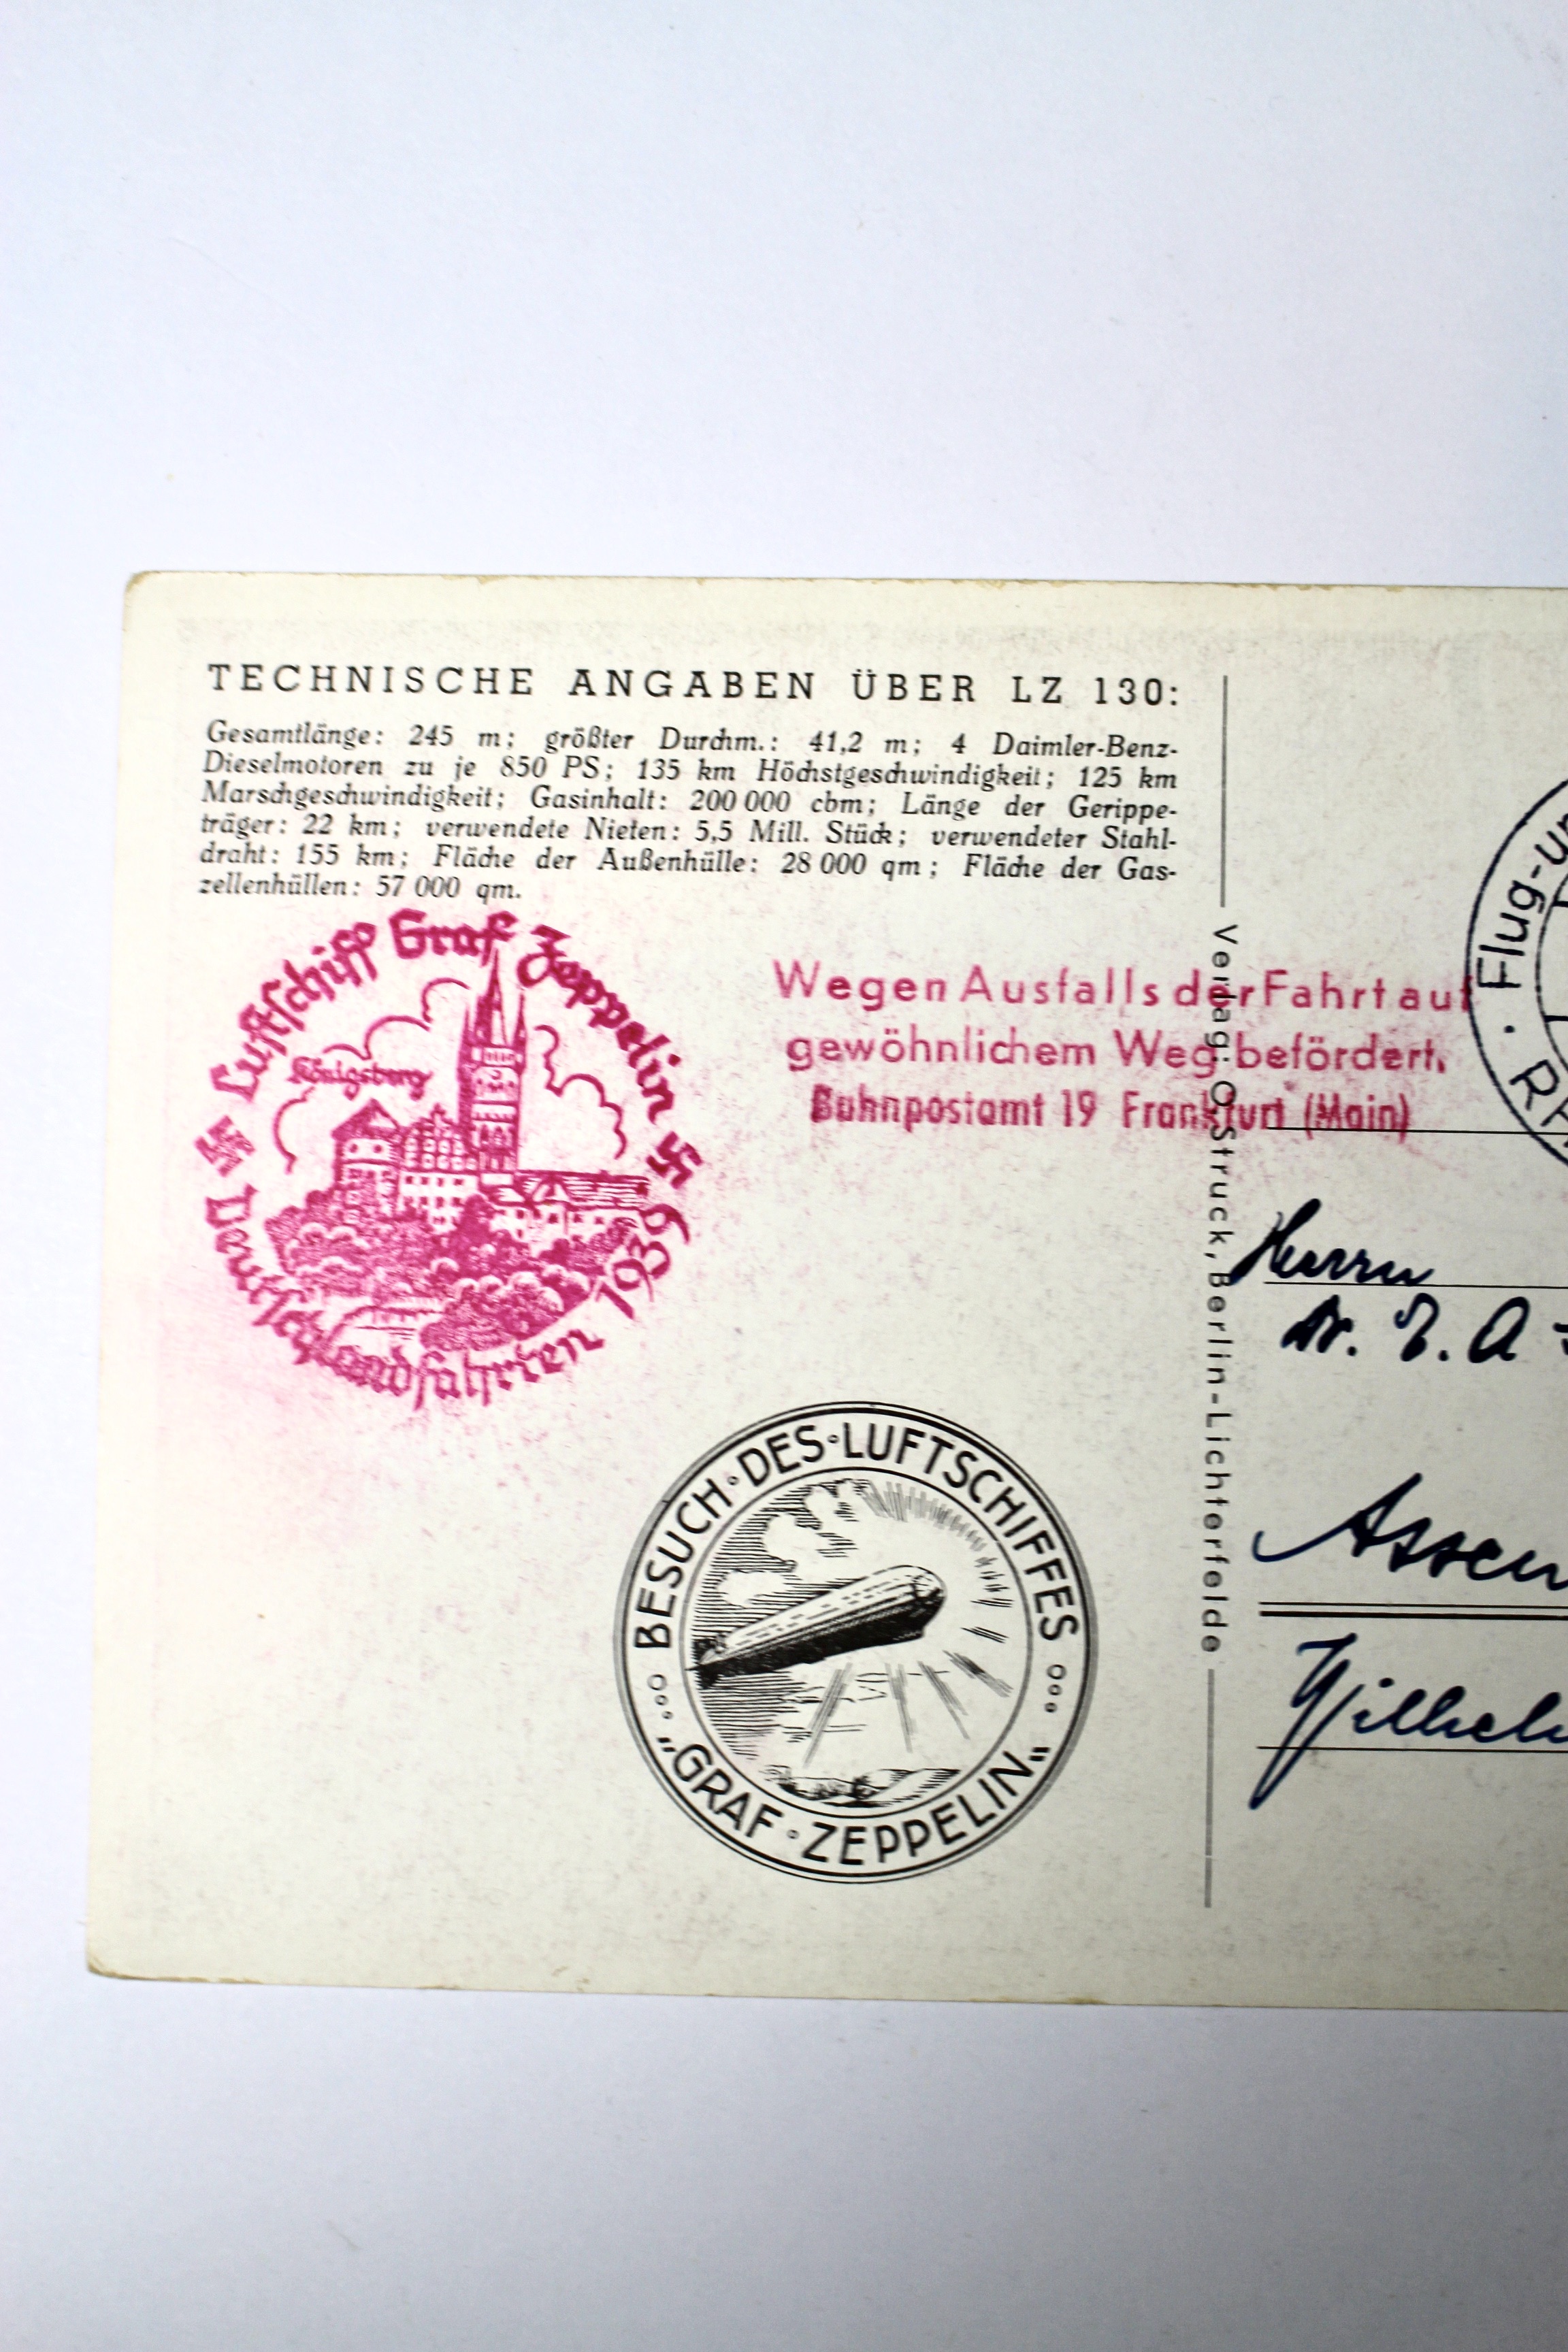 TECHNISCHE ANGABEN ÜBER LZ 130:
Gesamtlänge: 245 m; größter Durchm.: 41,2 m; 4 Daimler-Benz-
Dieselmotoren zu je 850 PS; 135 km Höchstgeschwindigkeit; 125 km
Marschgeschwindigkeit; Gasinhalt: 200 000 cbm; Länge der Gerippe-
träger: 22 km; verwendete Nieten: 5,5 Mill. Stück; verwendeter Stahl-
draht: 155 km; Fläche der Außenhülle: 28 000 qm; Fläche der Gas-
zellenhüllen: 57 000 qm.
Luftschiff Graf Zeppelin
Königsberg
Deutschlandfahrten 1939
Wegen Ausfalls der Fahrt auf
gewöhnlichem Weg befördert.
Bahnpostamt 19 Frankfurt (Main)
Flug-un
Verlag: O. Struck, Berlin-Lichterfelde
Herrn
BESUCH DES LUFTSCHIFFES
„GRAF ZEPPELIN"